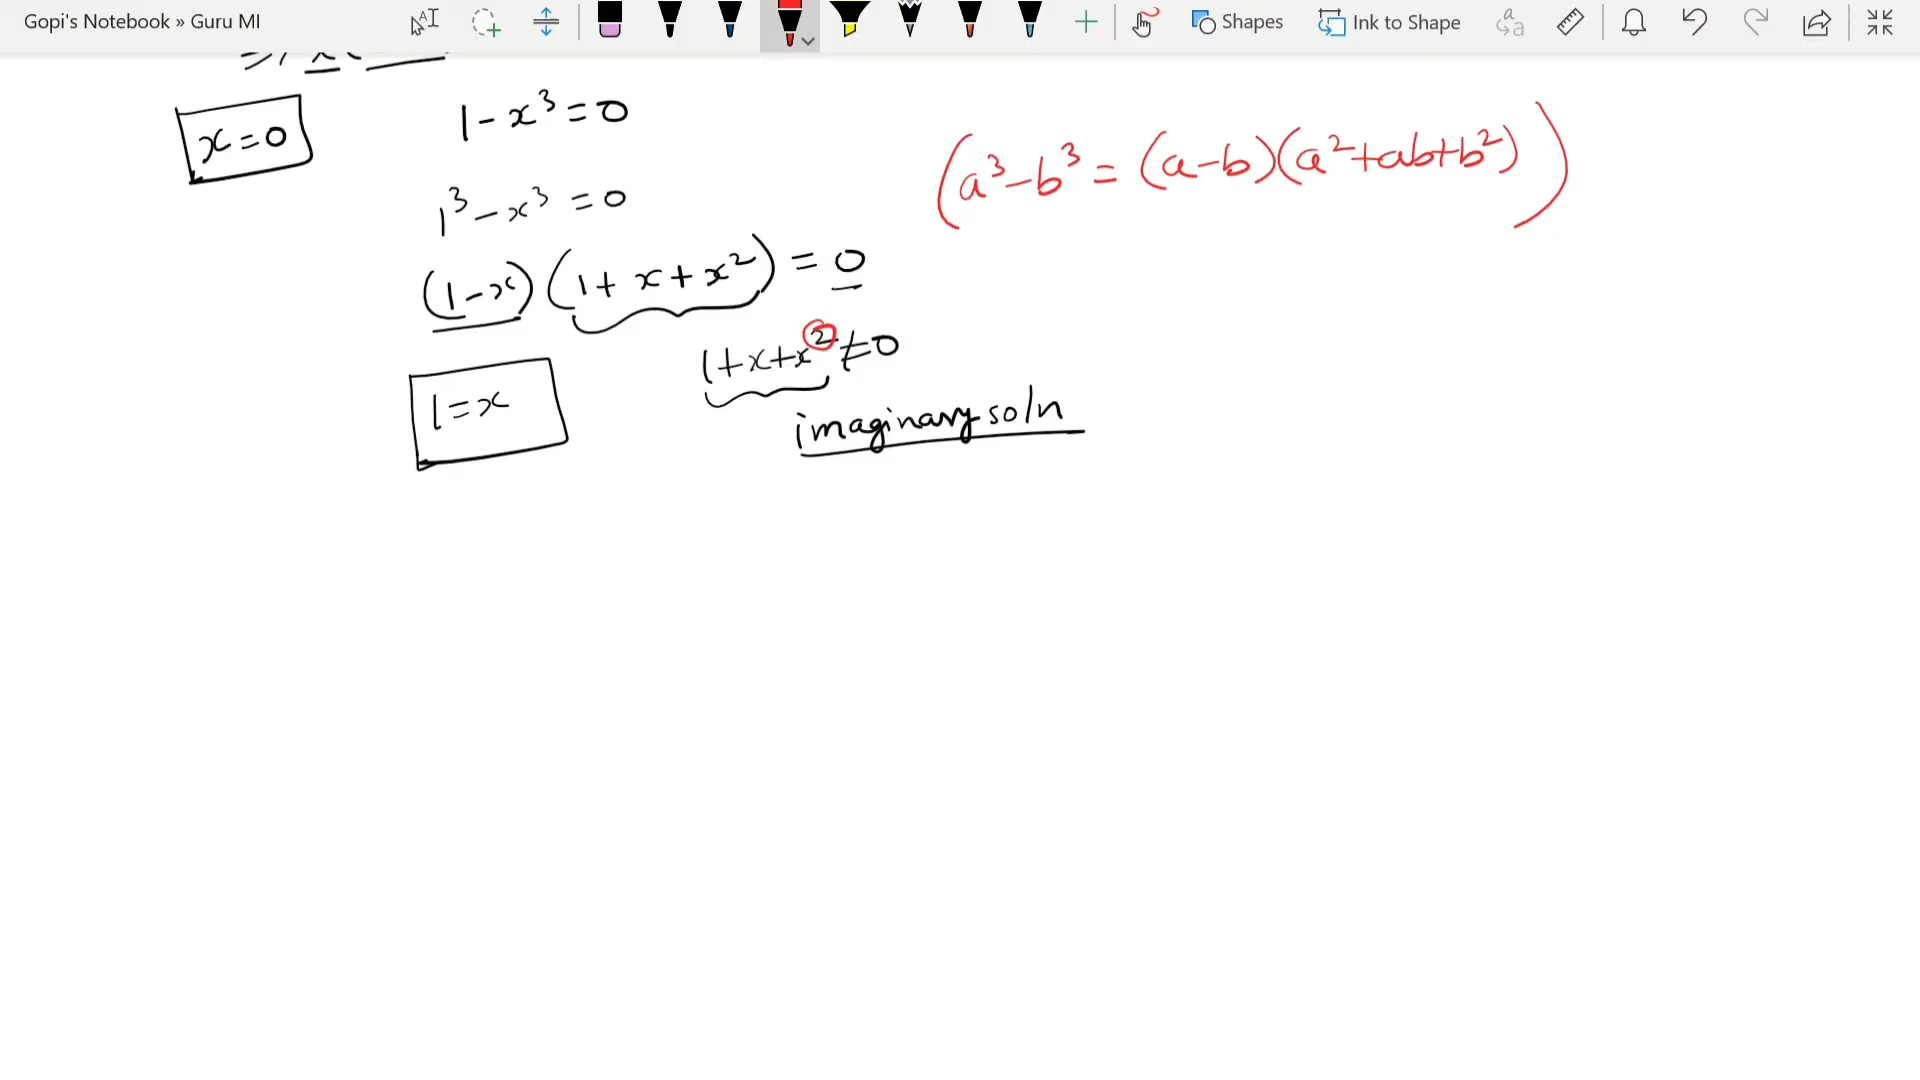 Gopi's Notebook » Guru MI
Shapes
Ink to Shape
x=0
1-x³=0
(a³-b³=(a-b)(a²+ab+b²))
1³-x³=0
(1-x)(1+x+x²)=0
1+x+x²≠0
1=x
imaginary soln